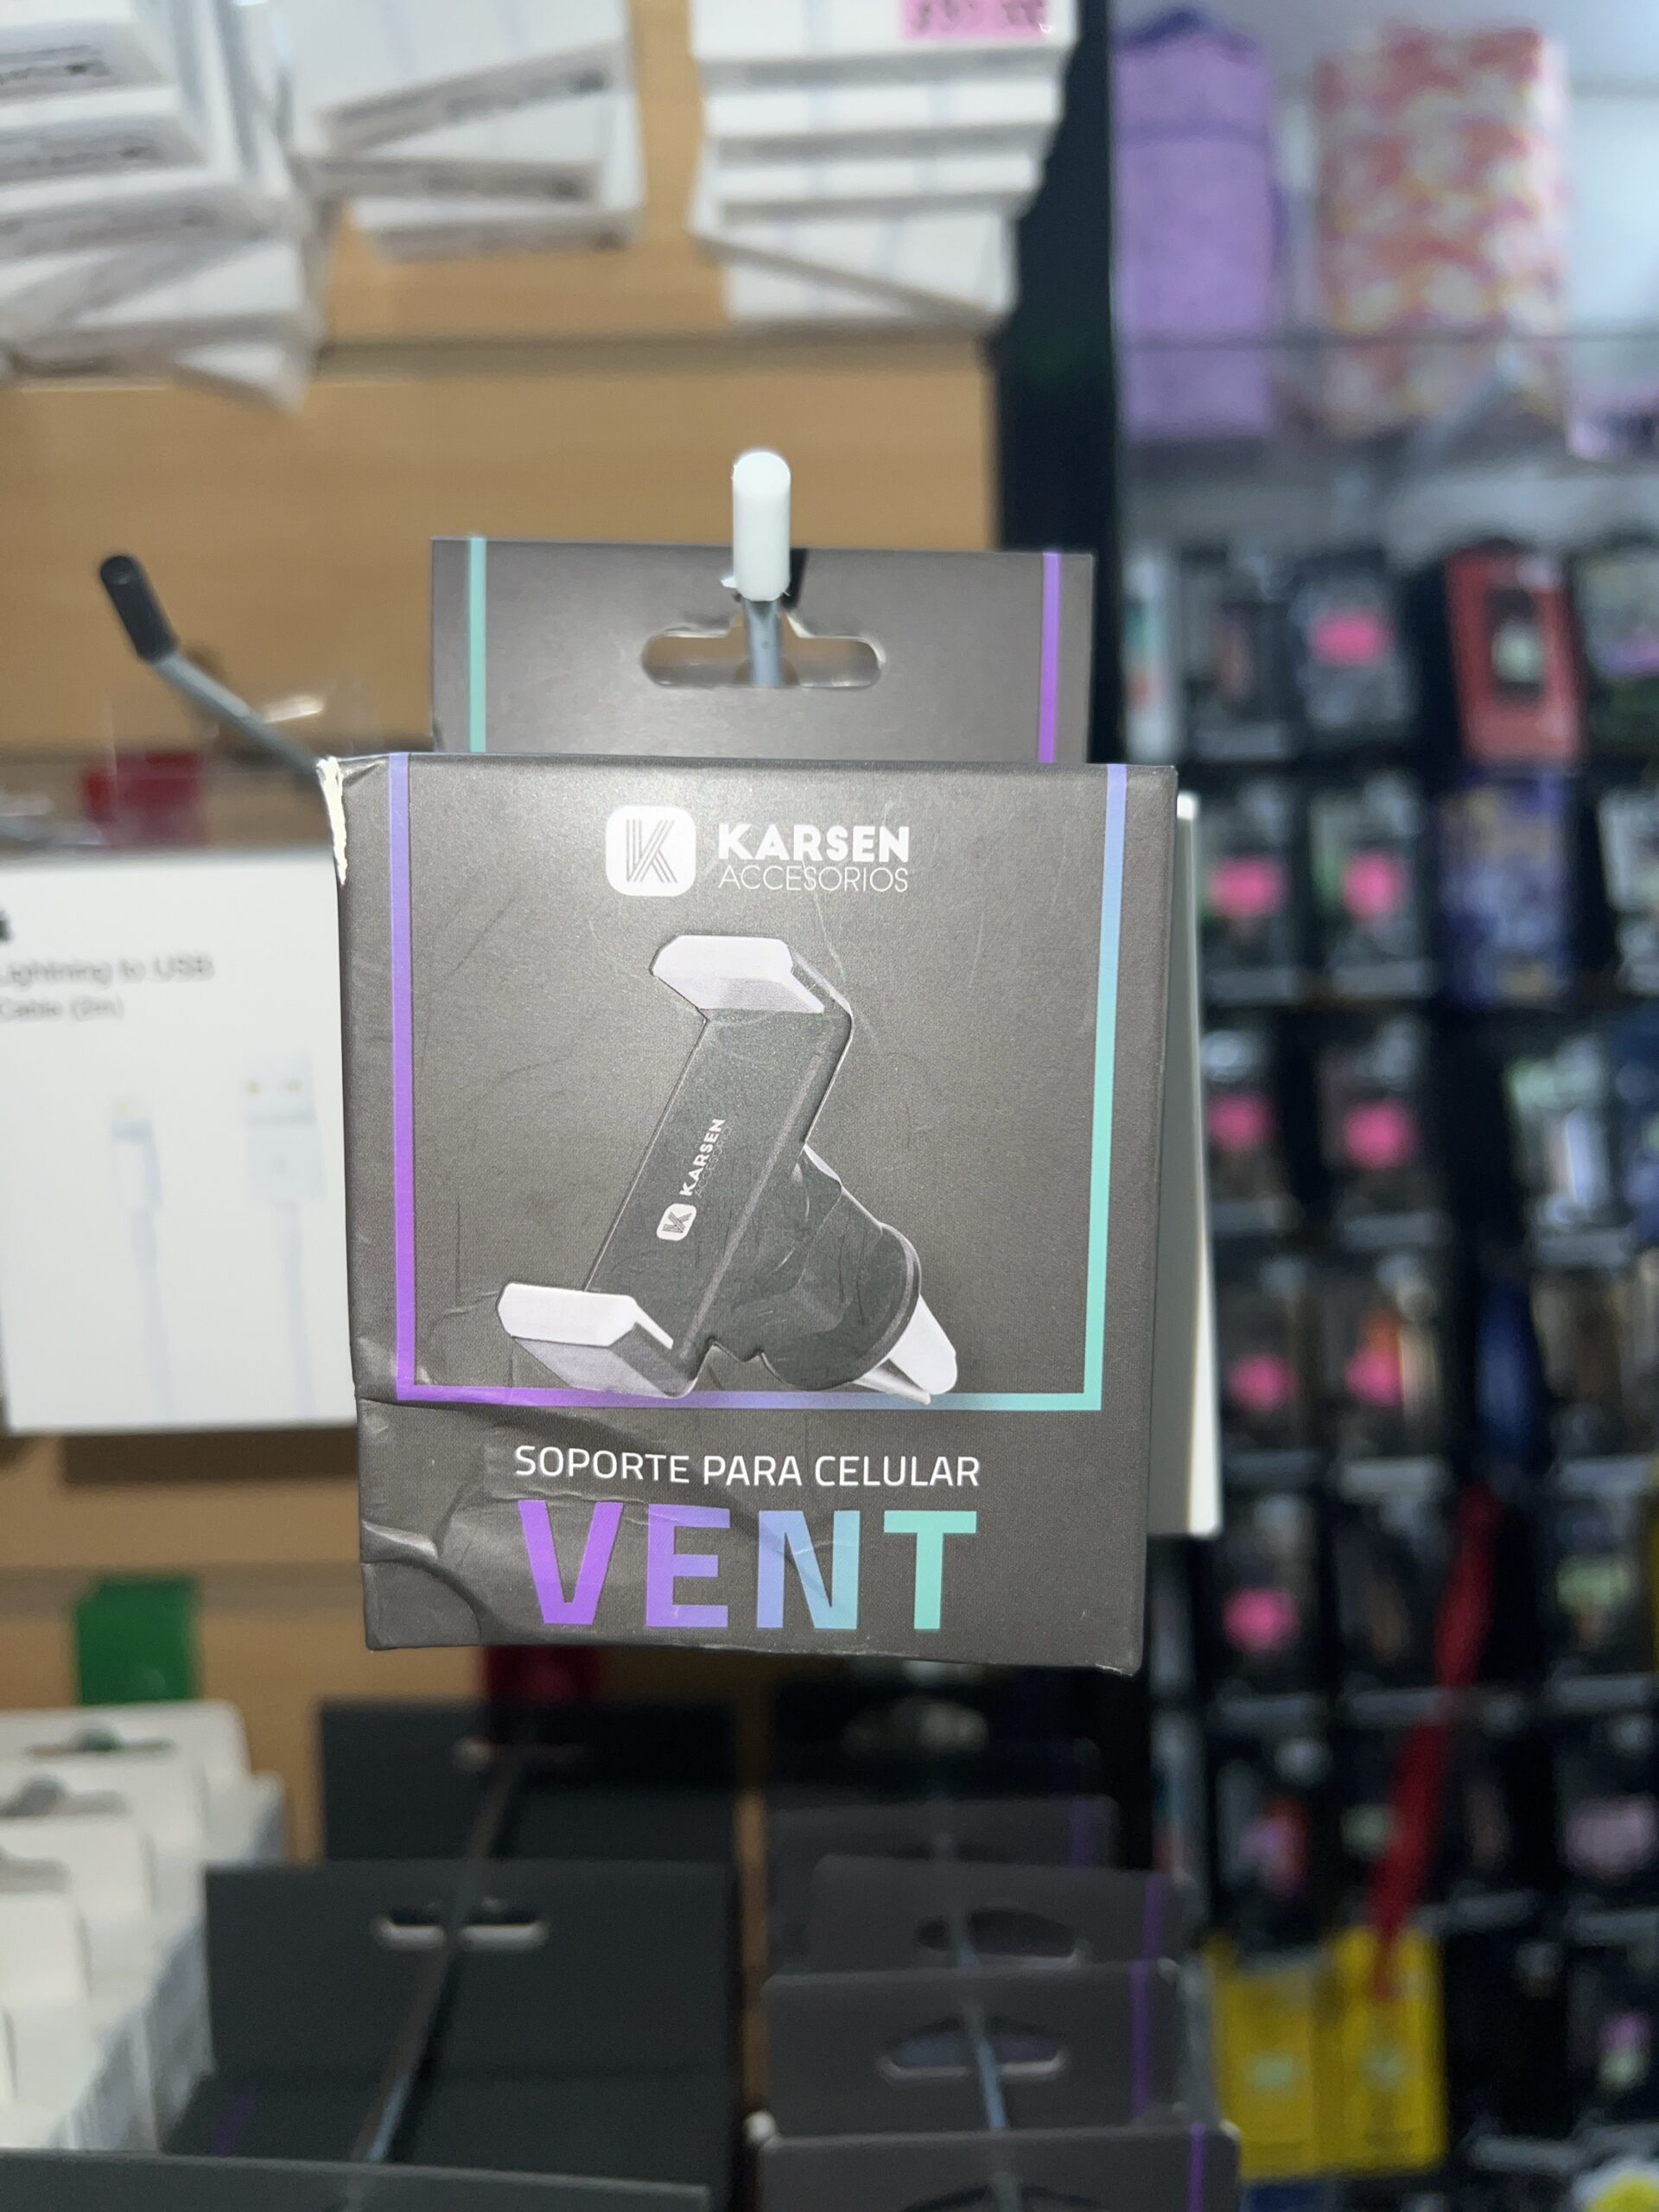 KARSEN
ACCESORIOS
KARSEN
ACCESORIOS
SOPORTE PARA CELULAR
VENT
Lightning to USB
Cable (2m)